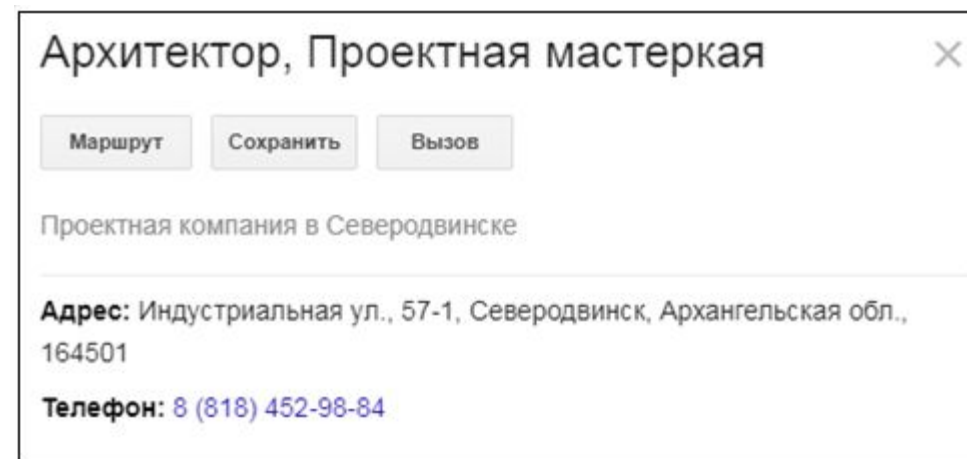 Архитектор, Проектная мастеркая
Маршрут Сохранить Вызов
Проектная компания в Северодвинске
Адрес: Индустриальная ул., 57-1, Северодвинск, Архангельская обл.,
164501
Телефон: 8 (818) 452-98-84